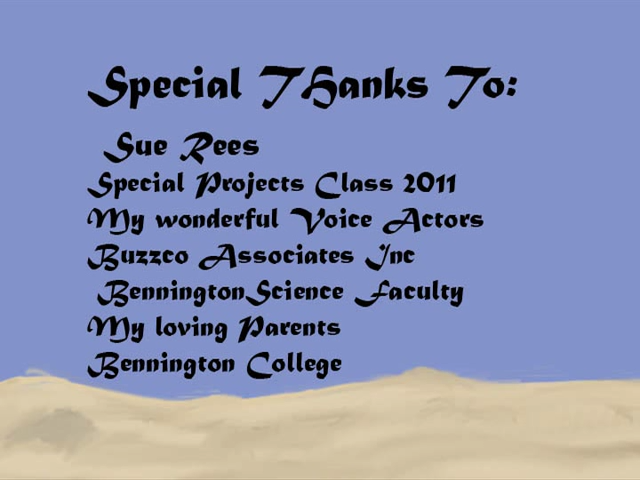 Special THanks To:
Sue Rees
Special Projects Class 2011
My wonderful Voice Actors
Buzzco Associates Inc
BenningtonScience Faculty
My loving Parents
Bennington College